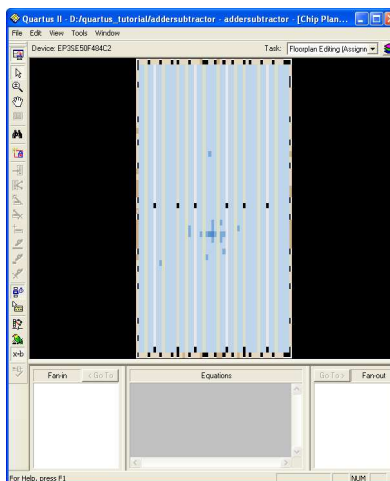 Quartus II - D:/quartus_tutorial/addersubtractor - addersubtractor - [Chip Plan...
File Edit View Tools Window
Device: EP3SE50F484C2
Task: Floorplan Editing (Assignm
Fan-in
< Go To
Equations
Go To >
Fan-out
For Help, press F1
NUM